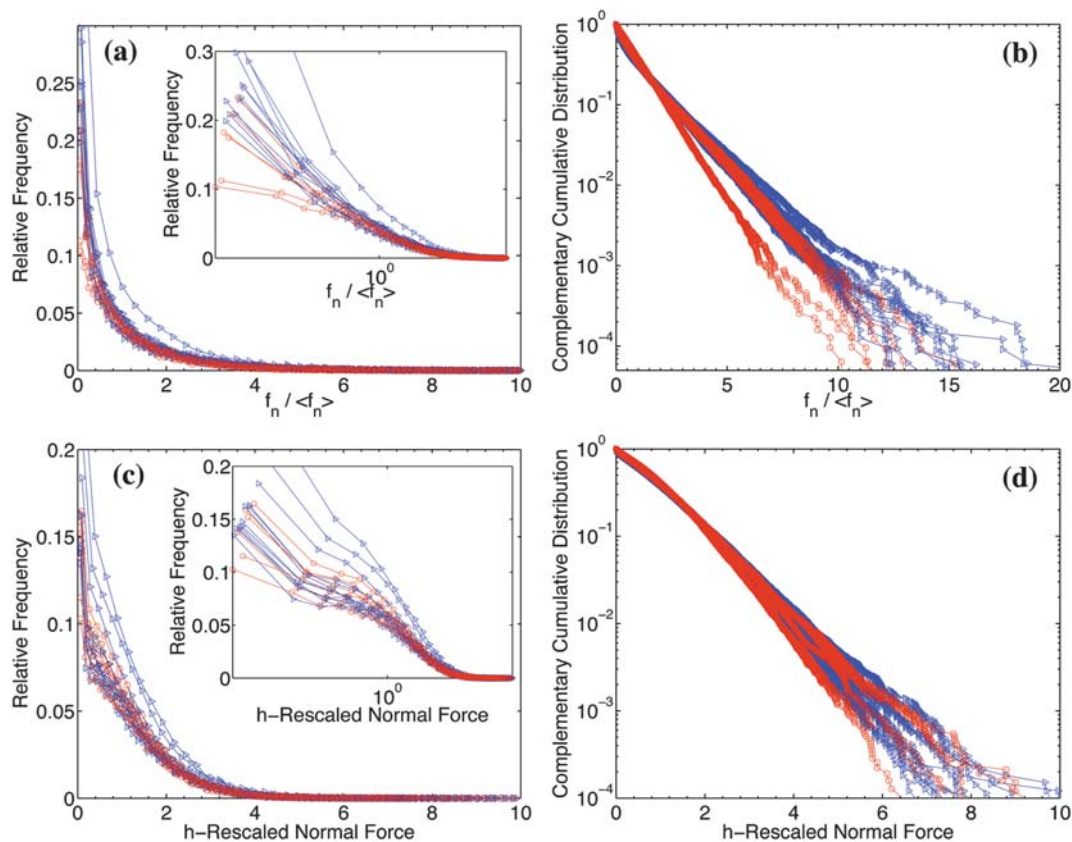 (a)
Relative Frequency
0.25
0.2
0.15
0.1
0.05
0
0 2 4 6 8 10
f_n / <f_n>
Relative Frequency
0.3
0.2
0.1
0
10^0
f_n / <f_n>
(b)
Complementary Cumulative Distribution
10^0
10^−1
10^−2
10^−3
10^−4
0 5 10 15 20
f_n / <f_n>
(c)
Relative Frequency
0.2
0.15
0.1
0.05
0
0 2 4 6 8 10
h−Rescaled Normal Force
Relative Frequency
0.2
0.15
0.1
0.05
0
10^0
h−Rescaled Normal Force
(d)
Complementary Cumulative Distribution
10^0
10^−1
10^−2
10^−3
10^−4
0 2 4 6 8 10
h−Rescaled Normal Force